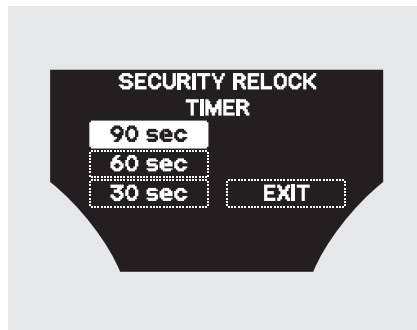 SECURITY RELOCK
TIMER
90 sec
60 sec
30 sec EXIT